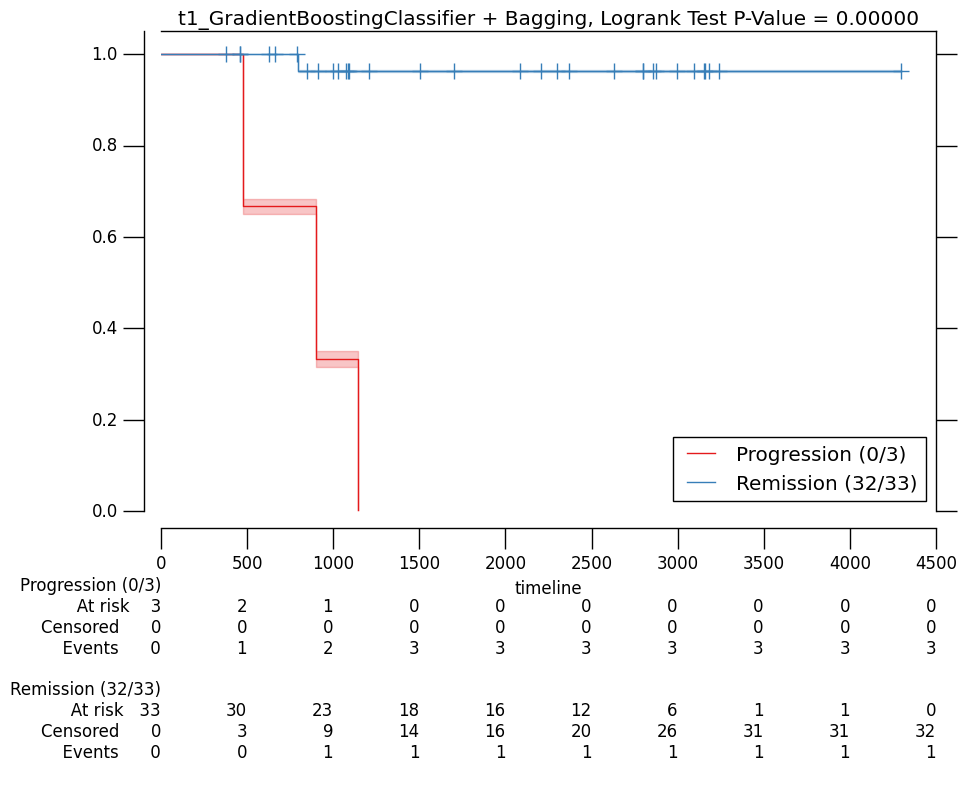 t1_GradientBoostingClassifier + Bagging, Logrank Test P-Value = 0.00000
1.0
0.8
0.6
0.4
0.2
0.0
Progression (0/3)
Remission (32/33)
0 500 1000 1500 2000 2500 3000 3500 4000 4500
timeline
Progression (0/3)
At risk 3 2 1 0 0 0 0 0 0 0
Censored 0 0 0 0 0 0 0 0 0 0
Events 0 1 2 3 3 3 3 3 3 3
Remission (32/33)
At risk 33 30 23 18 16 12 6 1 1 0
Censored 0 3 9 14 16 20 26 31 31 32
Events 0 0 1 1 1 1 1 1 1 1